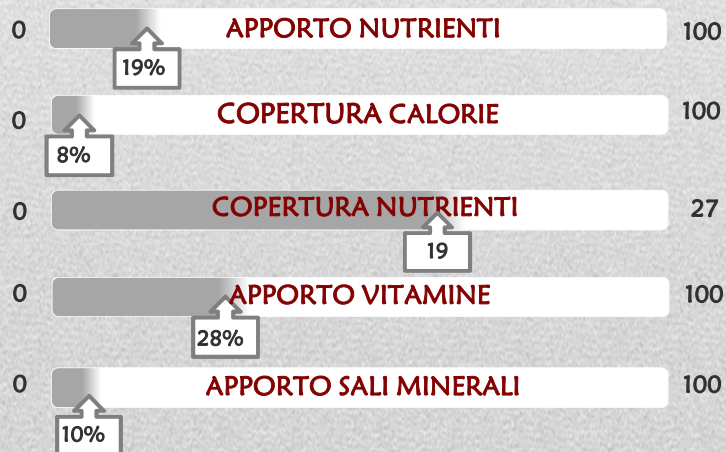 0 APPORTO NUTRIENTI 100
19%
0 COPERTURA CALORIE 100
8%
0 COPERTURA NUTRIENTI 27
19
0 APPORTO VITAMINE 100
28%
0 APPORTO SALI MINERALI 100
10%